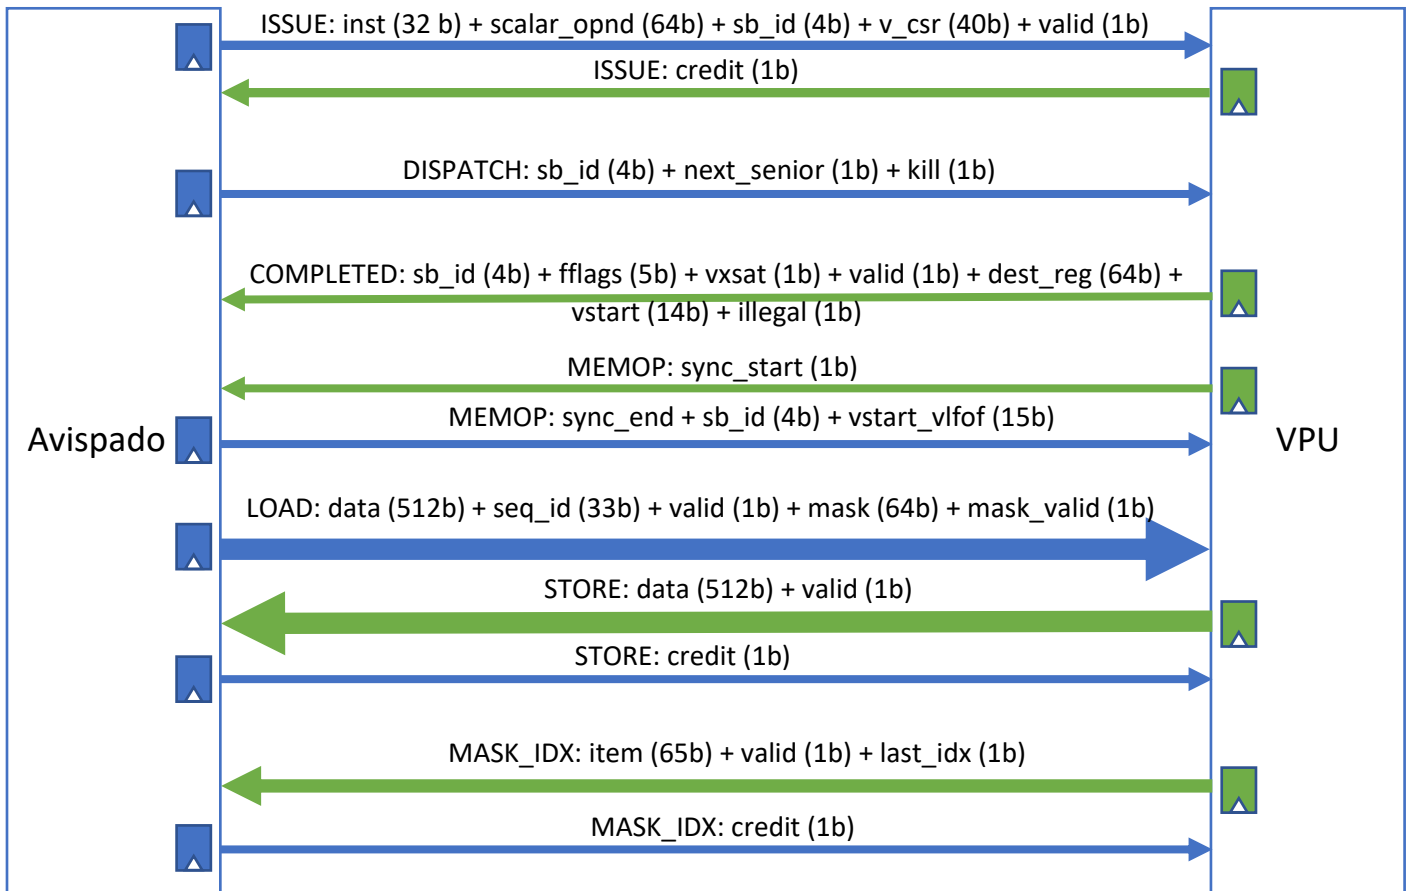 ISSUE: inst (32 b) + scalar_opnd (64b) + sb_id (4b) + v_csr (40b) + valid (1b)
ISSUE: credit (1b)
DISPATCH: sb_id (4b) + next_senior (1b) + kill (1b)
COMPLETED: sb_id (4b) + fflags (5b) + vxsat (1b) + valid (1b) + dest_reg (64b) +
vstart (14b) + illegal (1b)
MEMOP: sync_start (1b)
MEMOP: sync_end + sb_id (4b) + vstart_vlfof (15b)
Avispado
VPU
LOAD: data (512b) + seq_id (33b) + valid (1b) + mask (64b) + mask_valid (1b)
STORE: data (512b) + valid (1b)
STORE: credit (1b)
MASK_IDX: item (65b) + valid (1b) + last_idx (1b)
MASK_IDX: credit (1b)